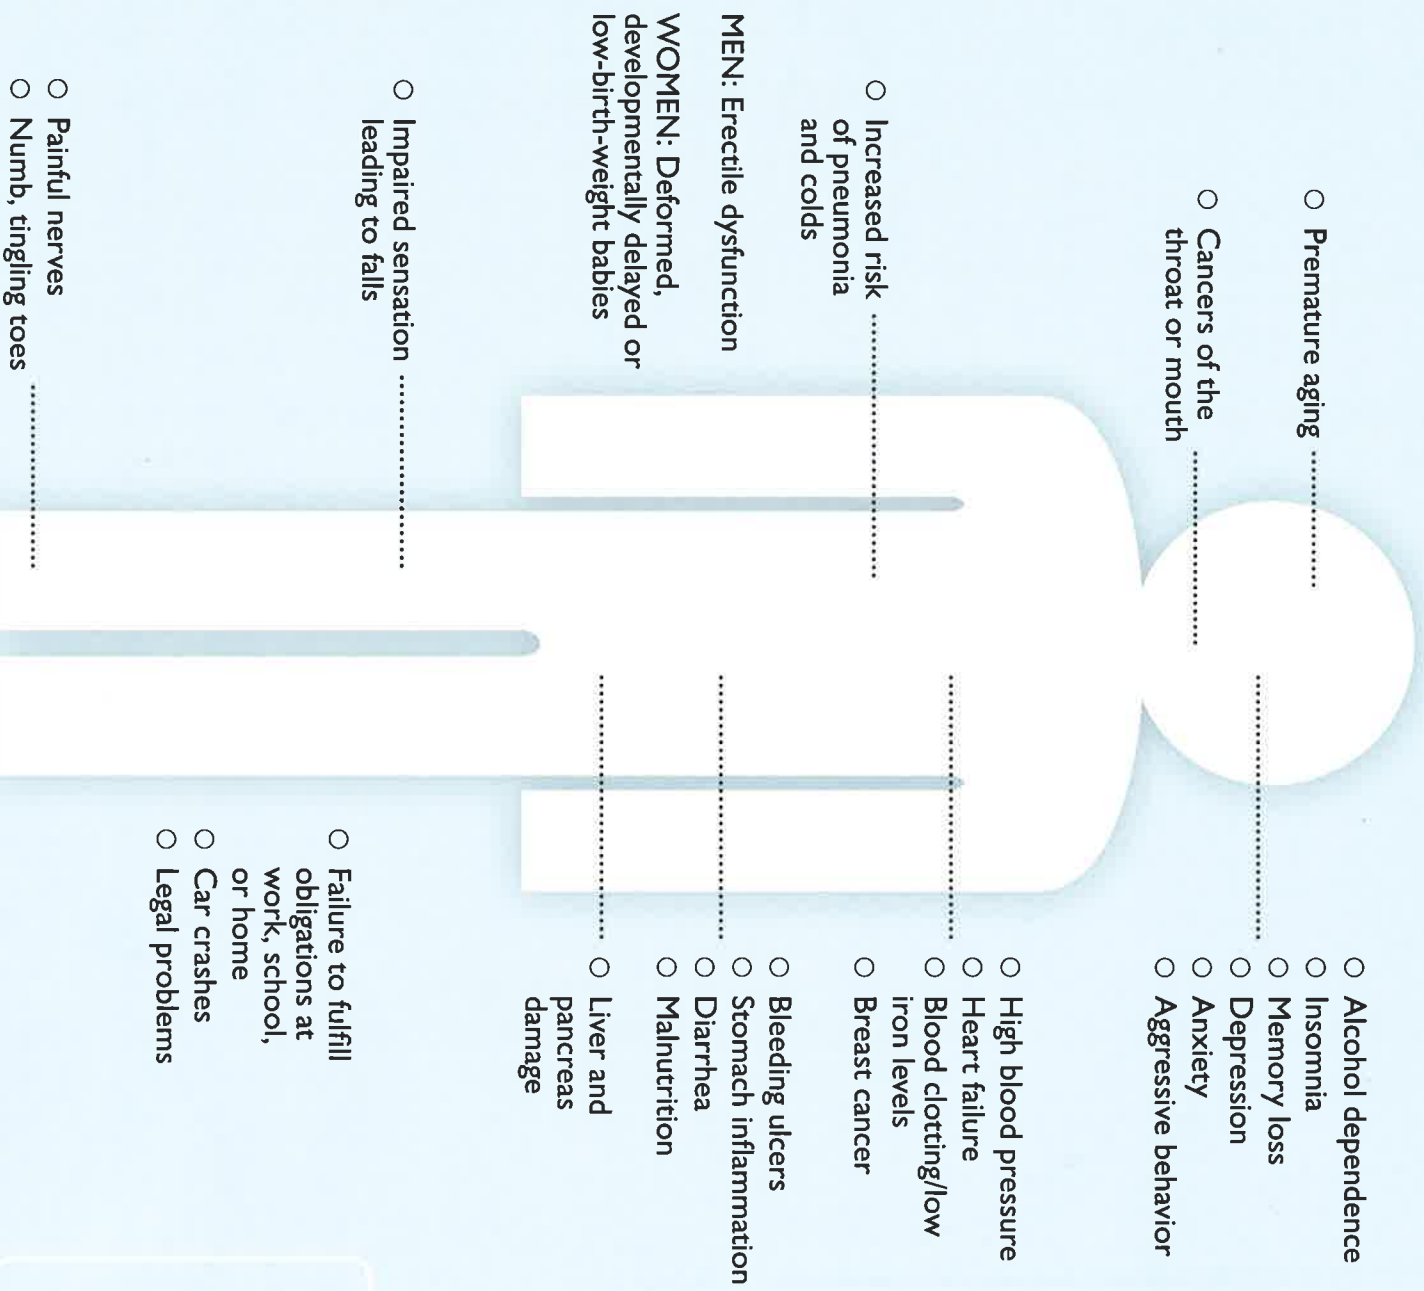 ○ Premature aging
○ Cancers of the
throat or mouth
○ Increased risk
of pneumonia
and colds
MEN: Erectile dysfunction
WOMEN: Deformed,
developmentally delayed or
low-birth-weight babies
○ Impaired sensation
leading to falls
○ Painful nerves
○ Numb, tingling toes
○ Alcohol dependence
○ Insomnia
○ Memory loss
○ Depression
○ Anxiety
○ Aggressive behavior
○ High blood pressure
○ Heart failure
○ Blood clotting/low
iron levels
○ Breast cancer
○ Bleeding ulcers
○ Stomach inflammation
○ Diarrhea
○ Malnutrition
○ Liver and
pancreas
damage
○ Failure to fulfill
obligations at
work, school,
or home
○ Car crashes
○ Legal problems